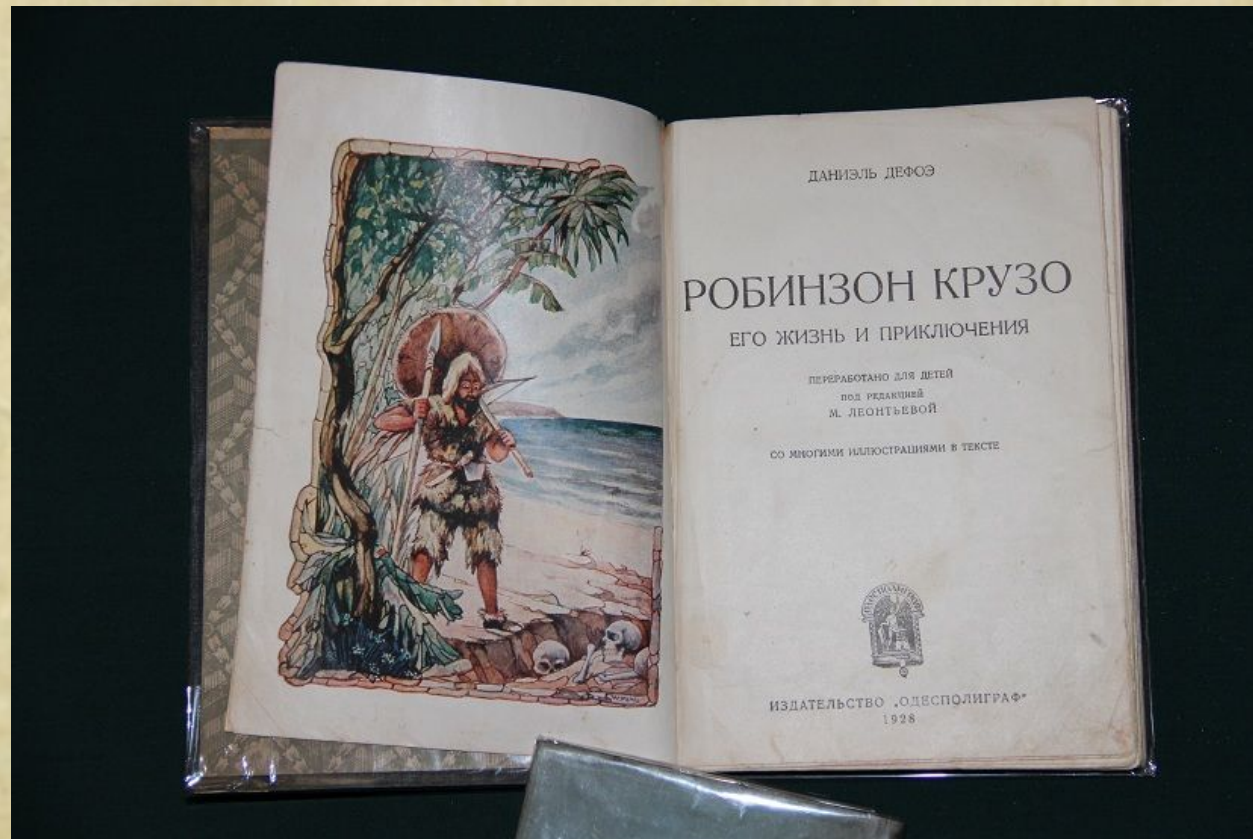 ДАНИЭЛЬ ДЕФОЭ
РОБИНЗОН КРУЗО
ЕГО ЖИЗНЬ И ПРИКЛЮЧЕНИЯ
ПЕРЕРАБОТАНО ДЛЯ ДЕТЕЙ
ПОД РЕДАКЦИЕЙ
М. ЛЕОНТЬЕВОЙ
СО МНОГИМИ ИЛЛЮСТРАЦИЯМИ В ТЕКСТЕ
ОДЕСПОЛИГРАФ
ИЗДАТЕЛЬСТВО „ОДЕСПОЛИГРАФ“
1928